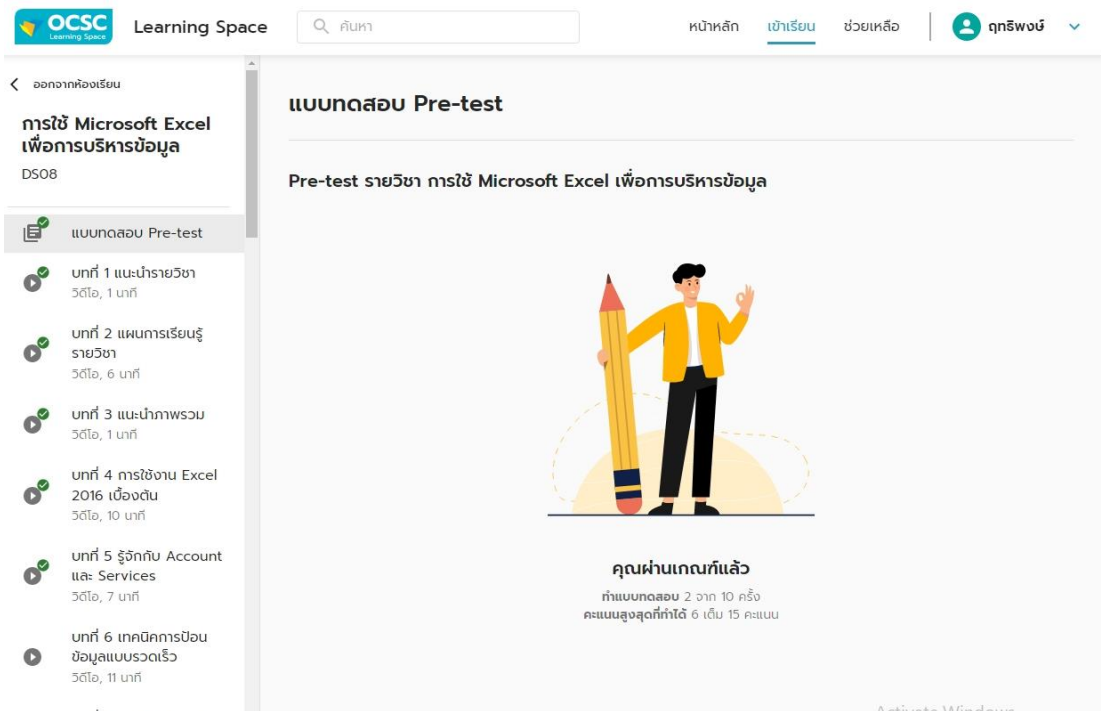 OCSC
Learning Space
Learning Space
ค้นหา
หน้าหลัก
เข้าเรียน
ช่วยเหลือ
ฤทธิพงษ์
ออกจากห้องเรียน
การใช้ Microsoft Excel
เพื่อการบริหารข้อมูล
DS08
แบบทดสอบ Pre-test
บทที่ 1 แนะนำรายวิชา
วิดีโอ, 1 นาที
บทที่ 2 แผนการเรียนรู้
รายวิชา
วิดีโอ, 6 นาที
บทที่ 3 แนะนำภาพรวม
วิดีโอ, 1 นาที
บทที่ 4 การใช้งาน Excel
2016 เบื้องต้น
วิดีโอ, 10 นาที
บทที่ 5 รู้จักกับ Account
และ Services
วิดีโอ, 7 นาที
บทที่ 6 เทคนิคการป้อน
ข้อมูลแบบรวดเร็ว
วิดีโอ, 11 นาที
แบบทดสอบ Pre-test
Pre-test รายวิชา การใช้ Microsoft Excel เพื่อการบริหารข้อมูล
คุณผ่านเกณฑ์แล้ว
ทำแบบทดสอบ 2 จาก 10 ครั้ง
คะแนนสูงสุดที่ทำได้ 6 เต็ม 15 คะแนน
Activate Windows